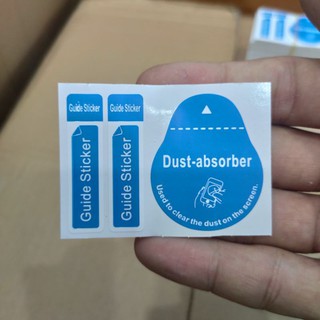 Guide Sticker
Guide Sticker
Guide Sticker
Guide Sticker
Dust-absorber
Used to clear the dust on the screen.